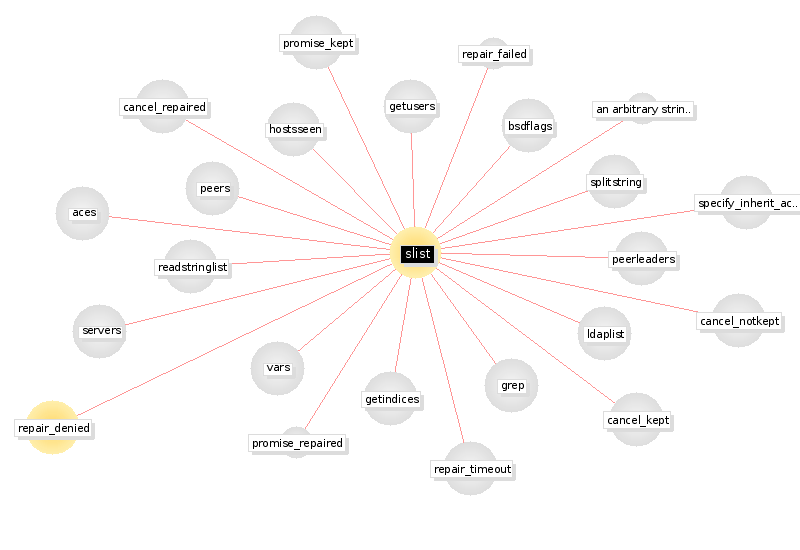 promise_kept
repair_failed
cancel_repaired
getusers
an arbitrary strin..
hostsseen
bsdflags
peers
splitstring
aces
specify_inherit_ac..
slist
readstringlist
peerleaders
servers
cancel_notkept
ldaplist
vars
grep
getindices
repair_denied
cancel_kept
promise_repaired
repair_timeout